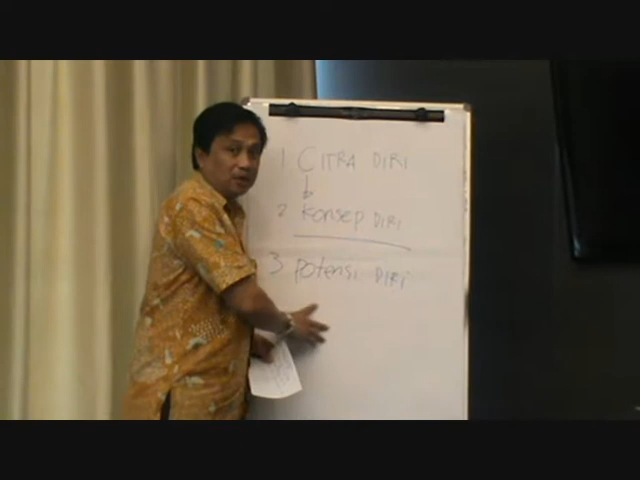 1 CITRA DIRI
2 Konsep DIRI
3 potensi DIRI